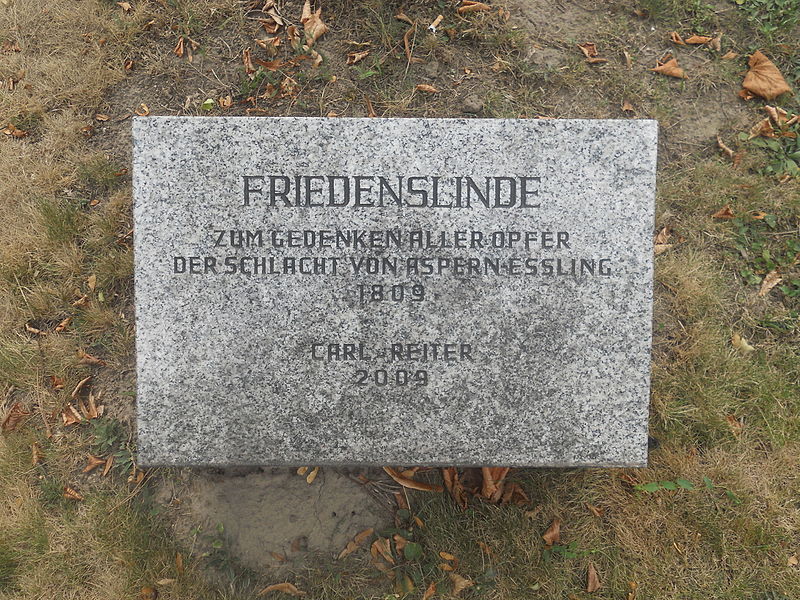 FRIEDENSLINDE
ZUM GEDENKEN ALLER OPFER
DER SCHLACHT VON ASPERN-ESSLING
1809
CARL REITER
2009